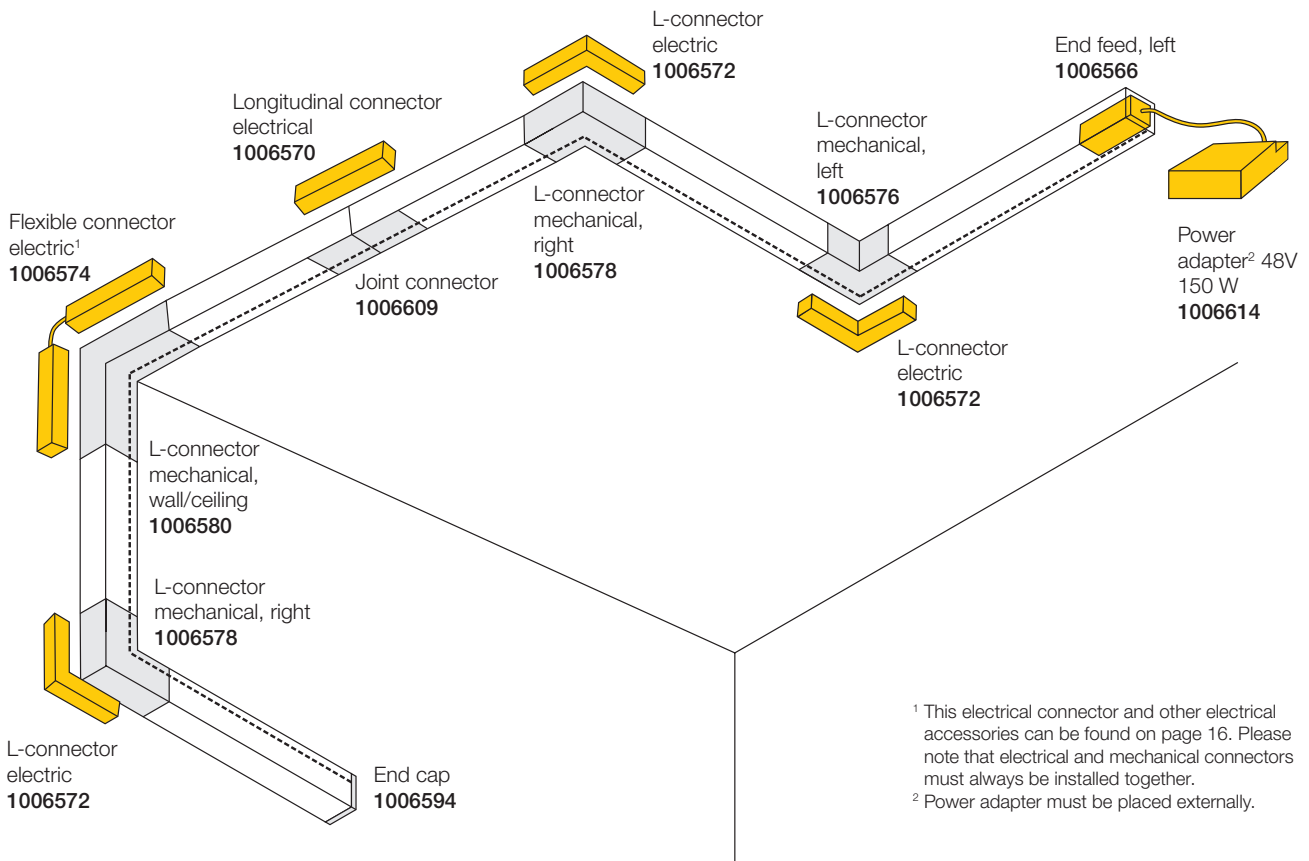 L-connector
electric
1006572
End feed, left
1006566
Longitudinal connector
electrical
1006570
L-connector
mechanical,
left
1006576
L-connector
mechanical,
right
1006578
Flexible connector
electric¹
1006574
Power
adapter² 48V
150 W
1006614
Joint connector
1006609
L-connector
electric
1006572
L-connector
mechanical,
wall/ceiling
1006580
L-connector
mechanical, right
1006578
L-connector
electric
1006572
End cap
1006594
¹ This electrical connector and other electrical
accessories can be found on page 16. Please
note that electrical and mechanical connectors
must always be installed together.
² Power adapter must be placed externally.